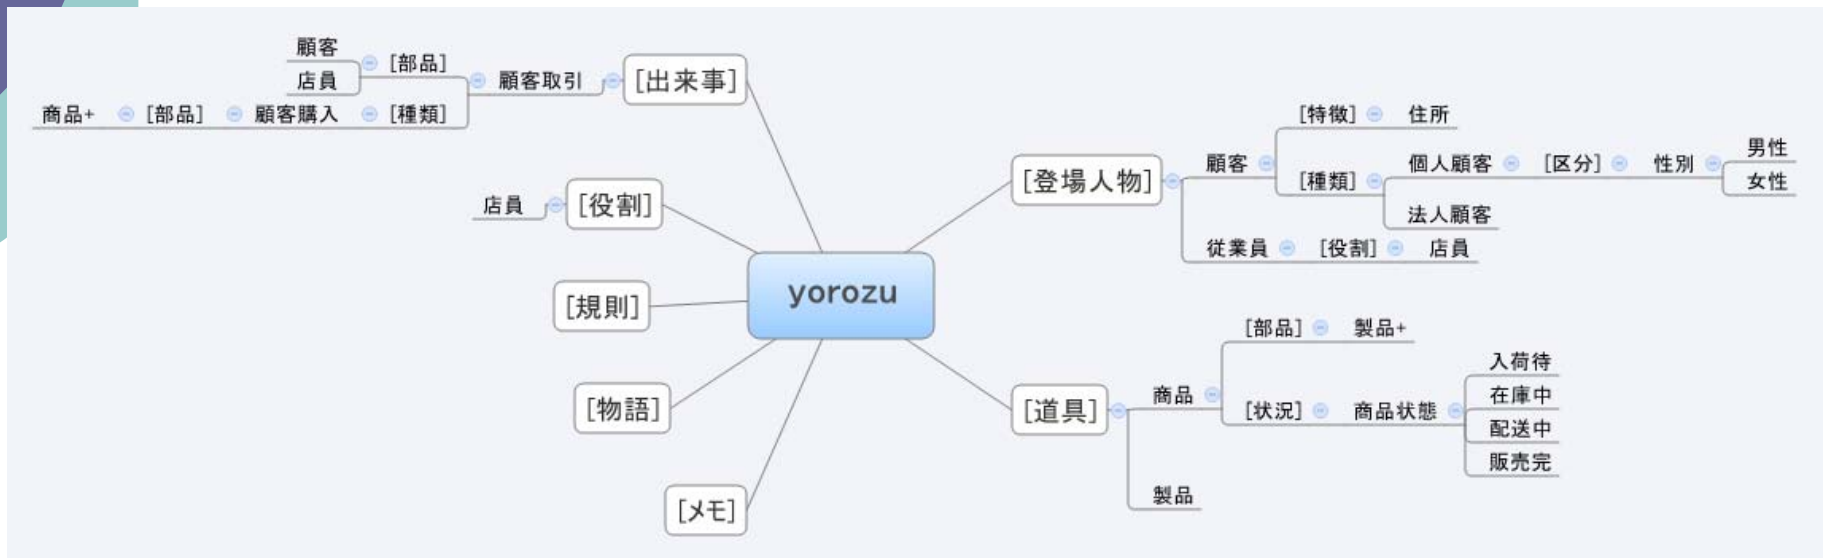 yorozu
[出来事]
顧客取引
[部品]
顧客
店員
[種類]
顧客購入
[部品]
商品+
[役割]
店員
[規則]
[物語]
[メモ]
[登場人物]
顧客
[特徴]
住所
[種類]
個人顧客
[区分]
性別
男性
女性
法人顧客
従業員
[役割]
店員
[道具]
商品
[部品]
製品+
[状況]
商品状態
入荷待
在庫中
配送中
販売完
製品